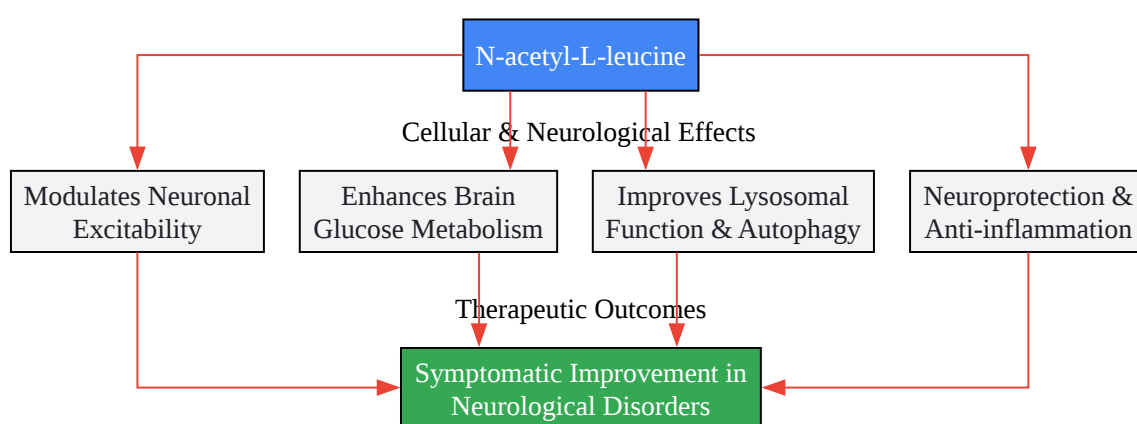 N-acetyl-L-leucine
Cellular & Neurological Effects
Modulates Neuronal
Excitability
Enhances Brain
Glucose Metabolism
Improves Lysosomal
Function & Autophagy
Neuroprotection &
Anti-inflammation
Therapeutic Outcomes
Symptomatic Improvement in
Neurological Disorders